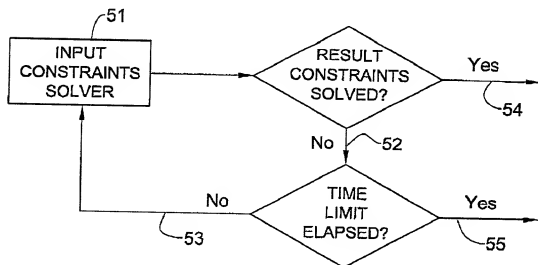 51
INPUT
CONSTRAINTS
SOLVER
RESULT
CONSTRAINTS
SOLVED?
Yes
54
No
52
TIME
LIMIT
ELAPSED?
No
53
Yes
55